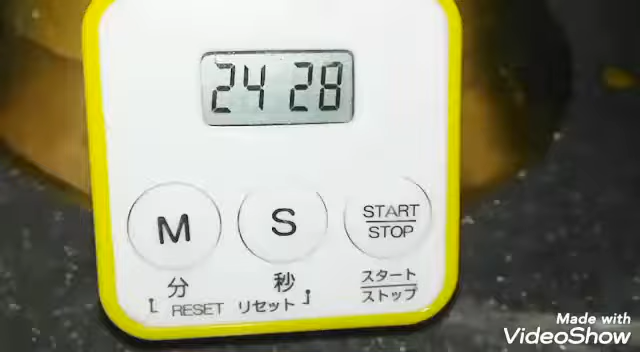 24 28
M S START
STOP
分 秒 スタート
ストップ
RESET リセット
Made with
VideoShow